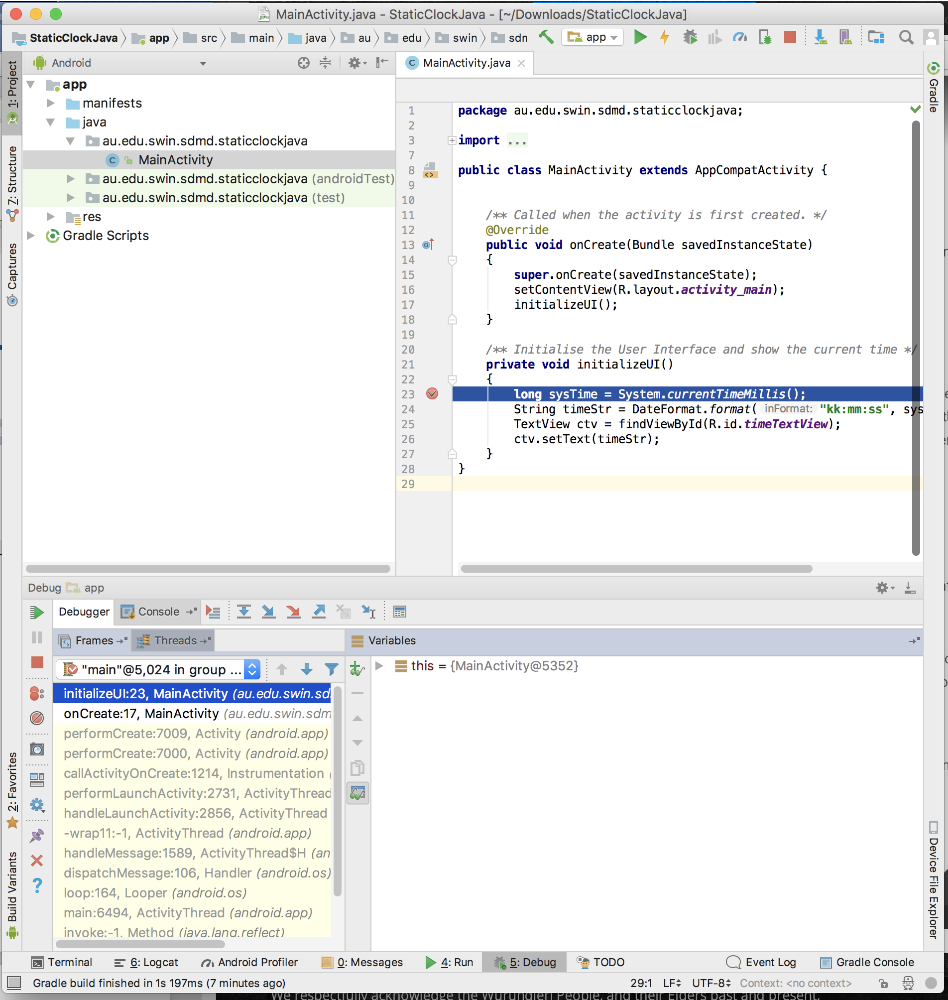 MainActivity.java - StaticClockJava - [~/Downloads/StaticClockJava]
StaticClockJava app src main java au edu swin sdn app
Android
MainActivity.java
1: Project
7: Structure
Captures
2: Favorites
Build Variants
app
manifests
java
au.edu.swin.sdmd.staticclockjava
MainActivity
au.edu.swin.sdmd.staticclockjava (androidTest)
au.edu.swin.sdmd.staticclockjava (test)
res
Gradle Scripts
1 package au.edu.swin.sdmd.staticclockjava;
2
3 import ...
7
8 public class MainActivity extends AppCompatActivity {
9
10
11 /** Called when the activity is first created. */
12 @Override
13 public void onCreate(Bundle savedInstanceState)
14 {
15 super.onCreate(savedInstanceState);
16 setContentView(R.layout.activity_main);
17 initializeUI();
18 }
19
20 /** Initialise the User Interface and show the current time */
21 private void initializeUI()
22 {
23 long sysTime = System.currentTimeMillis();
24 String timeStr = DateFormat.format( inFormat: "kk:mm:ss", sys
25 TextView ctv = findViewById(R.id.timeTextView);
26 ctv.setText(timeStr);
27 }
28 }
29
Gradle
Device File Explorer
Debug app
Debugger Console
Frames Threads
Variables
"main"@5,024 in group ...
this = {MainActivity@5352}
initializeUI:23, MainActivity (au.edu.swin.sd
onCreate:17, MainActivity (au.edu.swin.sdm
performCreate:7009, Activity (android.app)
performCreate:7000, Activity (android.app)
callActivityOnCreate:1214, Instrumentation (
performLaunchActivity:2731, ActivityThread
handleLaunchActivity:2856, ActivityThread
-wrap11:-1, ActivityThread (android.app)
handleMessage:1589, ActivityThread$H (an
dispatchMessage:106, Handler (android.os)
loop:164, Looper (android.os)
main:6494, ActivityThread (android.app)
invoke:-1, Method (java.lang.reflect)
Terminal 6: Logcat Android Profiler 0: Messages 4: Run 5: Debug TODO Event Log Gradle Console
Gradle build finished in 1s 197ms (7 minutes ago) 29:1 LF UTF-8 Context: <no context>
We respectfully acknowledge the Wurundjeri People, and their Elders past and present,